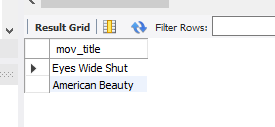 Result Grid Filter Rows:
mov_title
Eyes Wide Shut
American Beauty